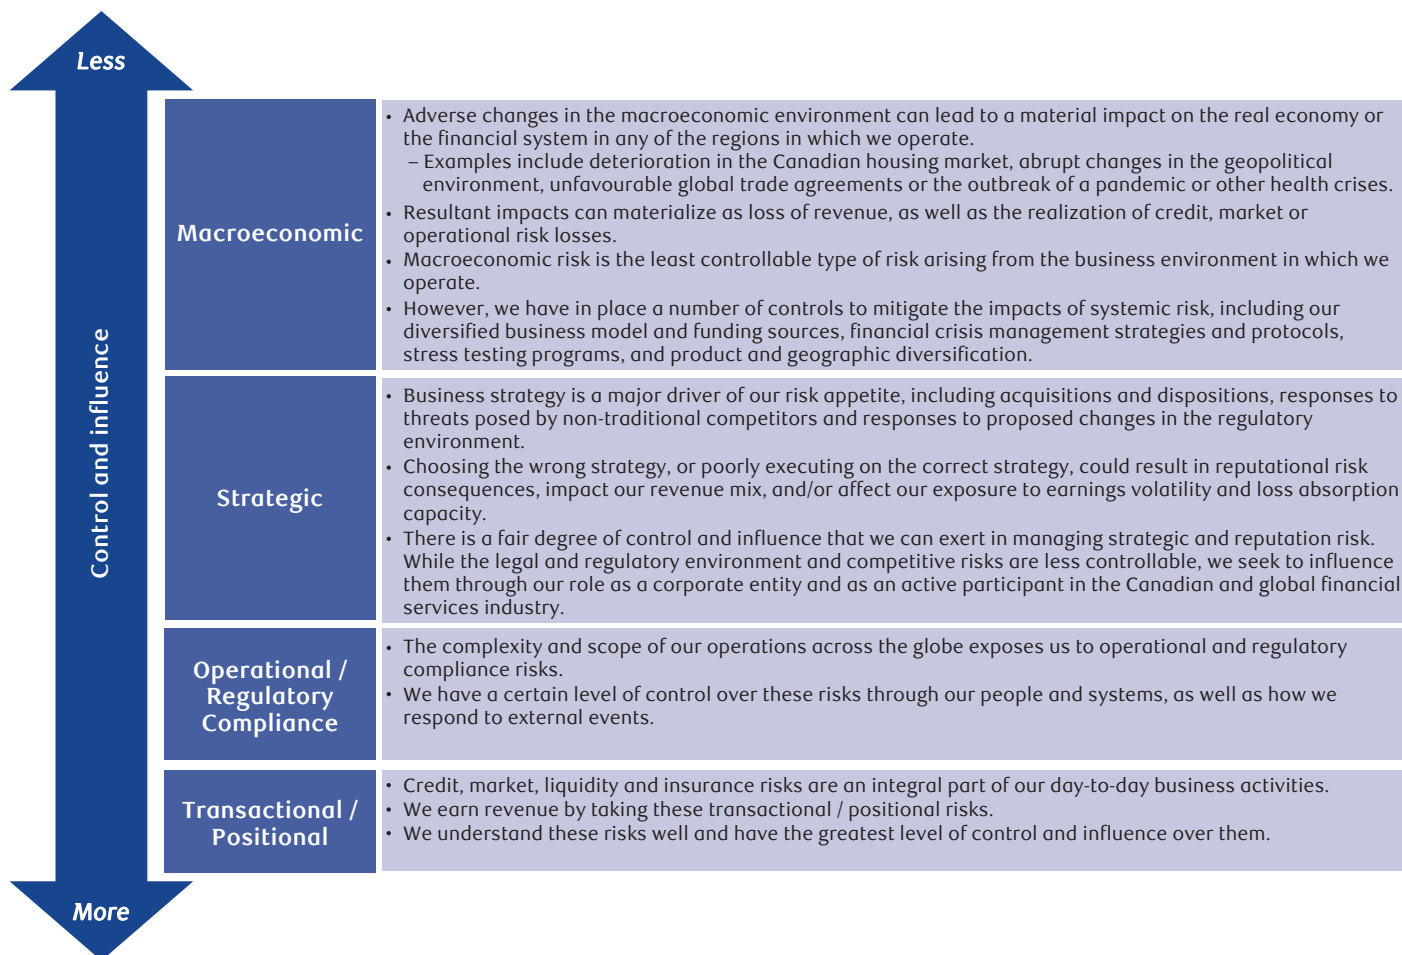 Less
Control and influence
Macroeconomic
• Adverse changes in the macroeconomic environment can lead to a material impact on the real economy or
the financial system in any of the regions in which we operate.
– Examples include deterioration in the Canadian housing market, abrupt changes in the geopolitical
environment, unfavourable global trade agreements or the outbreak of a pandemic or other health crises.
• Resultant impacts can materialize as loss of revenue, as well as the realization of credit, market or
operational risk losses.
• Macroeconomic risk is the least controllable type of risk arising from the business environment in which we
operate.
• However, we have in place a number of controls to mitigate the impacts of systemic risk, including our
diversified business model and funding sources, financial crisis management strategies and protocols,
stress testing programs, and product and geographic diversification.
Strategic
• Business strategy is a major driver of our risk appetite, including acquisitions and dispositions, responses to
threats posed by non-traditional competitors and responses to proposed changes in the regulatory
environment.
• Choosing the wrong strategy, or poorly executing on the correct strategy, could result in reputational risk
consequences, impact our revenue mix, and/or affect our exposure to earnings volatility and loss absorption
capacity.
• There is a fair degree of control and influence that we can exert in managing strategic and reputation risk.
While the legal and regulatory environment and competitive risks are less controllable, we seek to influence
them through our role as a corporate entity and as an active participant in the Canadian and global financial
services industry.
Operational /
Regulatory
Compliance
• The complexity and scope of our operations across the globe exposes us to operational and regulatory
compliance risks.
• We have a certain level of control over these risks through our people and systems, as well as how we
respond to external events.
Transactional /
Positional
• Credit, market, liquidity and insurance risks are an integral part of our day-to-day business activities.
• We earn revenue by taking these transactional / positional risks.
• We understand these risks well and have the greatest level of control and influence over them.
More